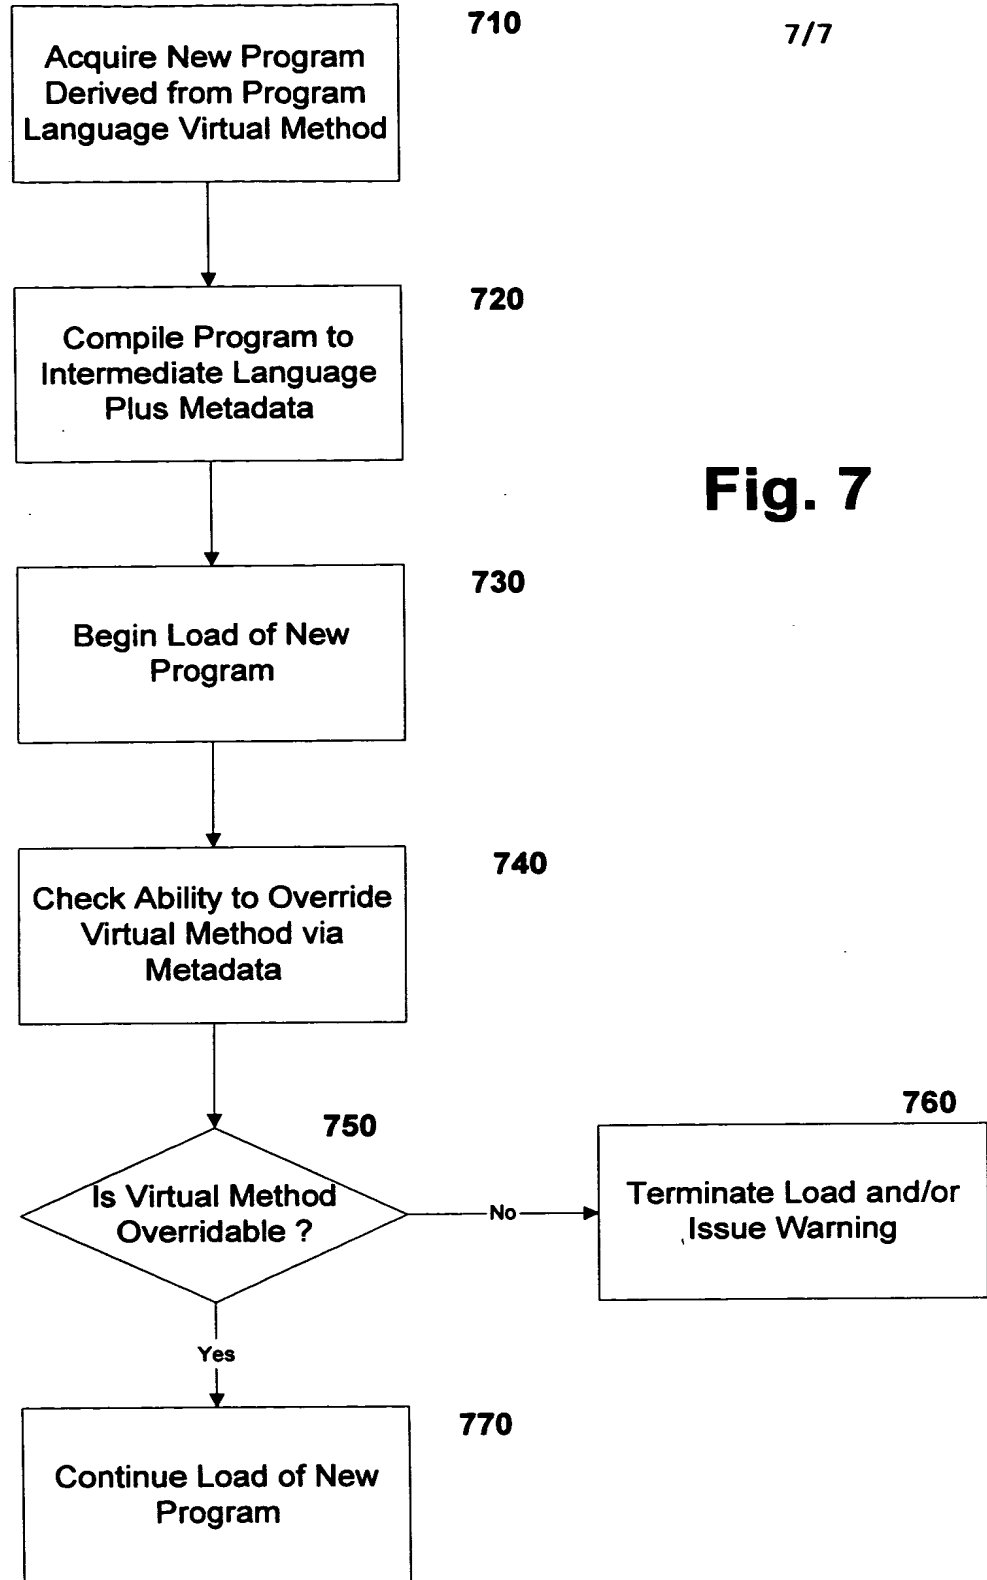 710
7/7
Acquire New Program
Derived from Program
Language Virtual Method
720
Compile Program to
Intermediate Language
Plus Metadata
Fig. 7
730
Begin Load of New
Program
740
Check Ability to Override
Virtual Method via
Metadata
750
Is Virtual Method
Overridable ?
No
760
Terminate Load and/or
Issue Warning
Yes
770
Continue Load of New
Program